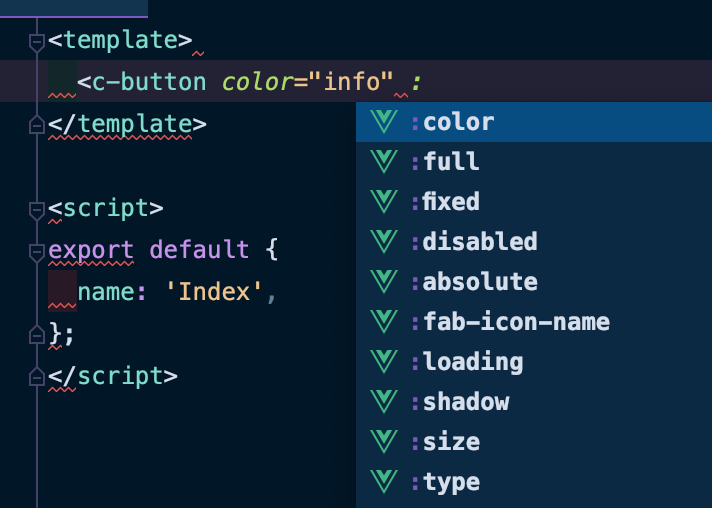 <template>
<c-button color="info" :
</template>
:color
:full
<script>
:fixed
export default {
:disabled
name: 'Index',
:absolute
};
:fab-icon-name
</script>
:loading
:shadow
:size
:type